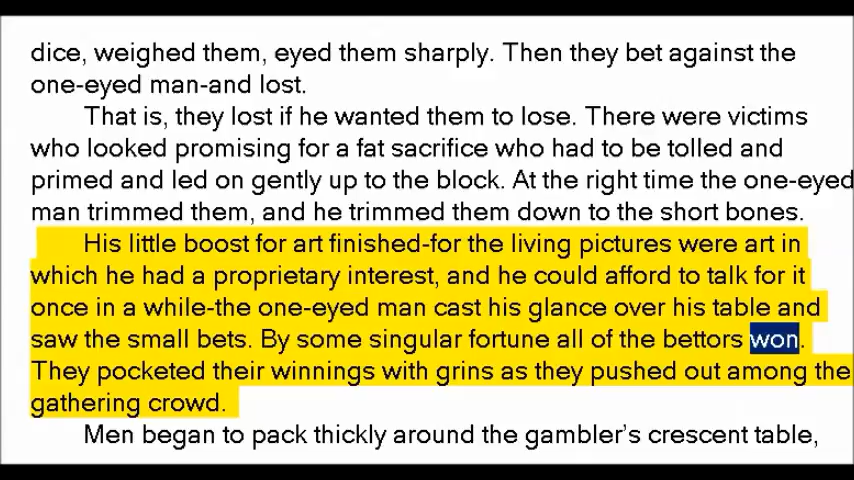 dice, weighed them, eyed them sharply. Then they bet against the
one-eyed man-and lost.
That is, they lost if he wanted them to lose. There were victims
who looked promising for a fat sacrifice who had to be tolled and
primed and led on gently up to the block. At the right time the one-eyed
man trimmed them, and he trimmed them down to the short bones.
His little boost for art finished-for the living pictures were art in
which he had a proprietary interest, and he could afford to talk for it
once in a while-the one-eyed man cast his glance over his table and
saw the small bets. By some singular fortune all of the bettors won.
They pocketed their winnings with grins as they pushed out among the
gathering crowd.
Men began to pack thickly around the gambler's crescent table,